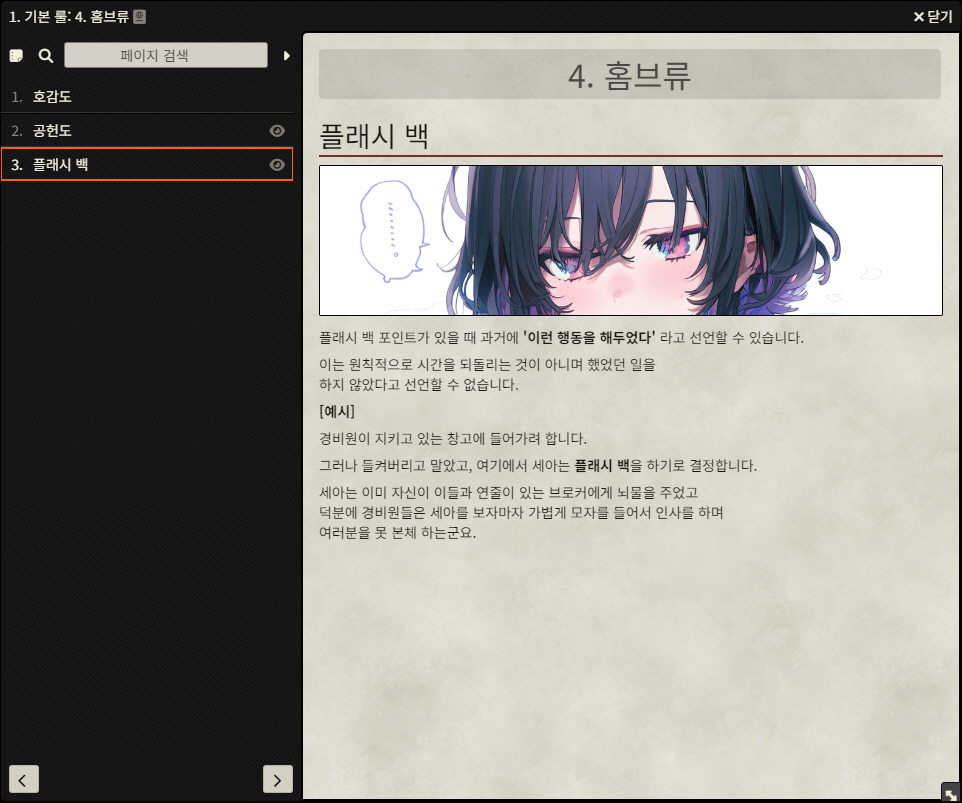 1. 기본 룰: 4. 홈브류
닫기
페이지 검색
1. 호감도
2. 공헌도
3. 플래시 백
4. 홈브류
플래시 백
플래시 백 포인트가 있을 때 과거에 '이런 행동을 해두었다' 라고 선언할 수 있습니다.
이는 원칙적으로 시간을 되돌리는 것이 아니며 했었던 일을
하지 않았다고 선언할 수 없습니다.
[예시]
경비원이 지키고 있는 창고에 들어가려 합니다.
그러나 들켜버리고 말았고, 여기에서 세아는 플래시 백을 하기로 결정합니다.
세아는 이미 자신이 이들과 연줄이 있는 브로커에게 뇌물을 주었고
덕분에 경비원들은 세아를 보자마자 가볍게 모자를 들어서 인사를 하며
여러분을 못 본체 하는군요.